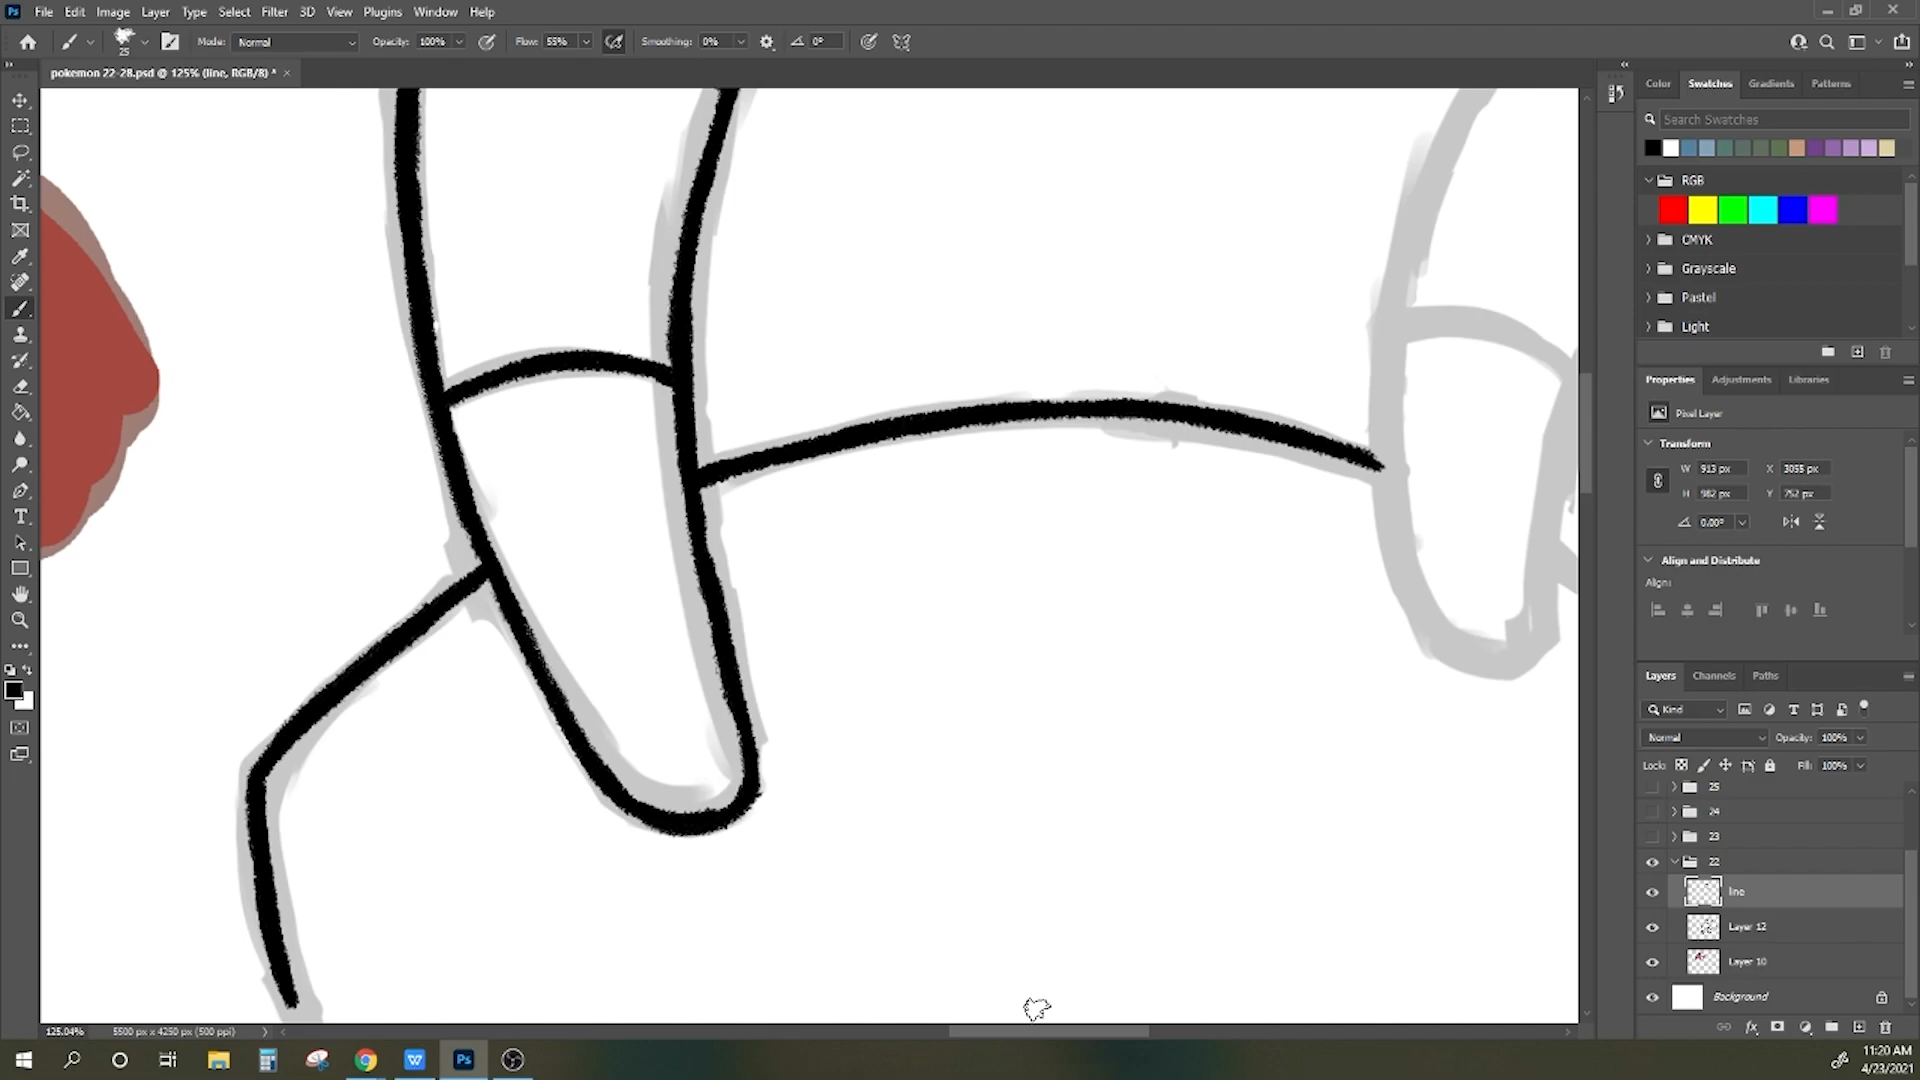 Ps File Edit Image Layer Type Select Filter 3D View Plugins Window Help
25 Mode: Normal Opacity: 100% Flow: 55% Smoothing: 0% 0°
pokemon 22-28.psd @ 125% (line, RGB/8) * ×
Color Swatches Gradients Patterns
Search Swatches
RGB
CMYK
Grayscale
Pastel
Light
Properties Adjustments Libraries
Pixel Layer
Transform
W 913 px X 3055 px
H 982 px Y 752 px
0.00°
Align and Distribute
Align:
Layers Channels Paths
Kind
Normal Opacity: 100%
Lock: Fill: 100%
25
24
23
22
line
Layer 12
Layer 10
Background
125.04% 5500 px x 4250 px (500 ppi)
Ps
11:20 AM
4/23/2021